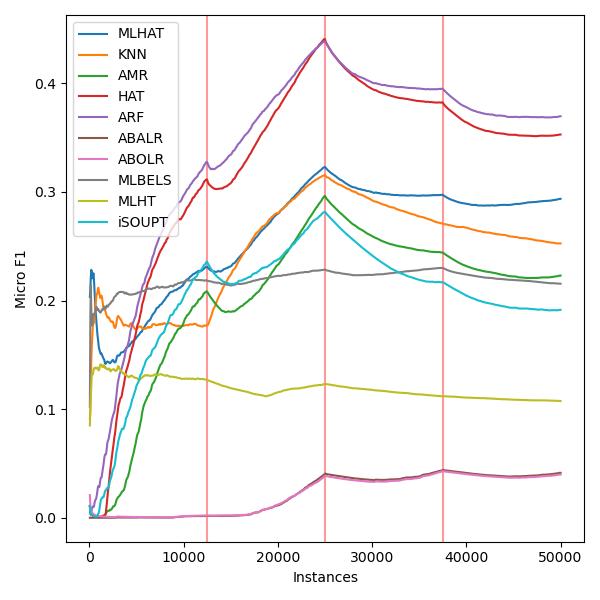 MLHAT
KNN
AMR
HAT
ARF
ABALR
ABOLR
MLBELS
MLHT
iSOUPT
Micro F1
0.4
0.3
0.2
0.1
0.0
0 10000 20000 30000 40000 50000
Instances